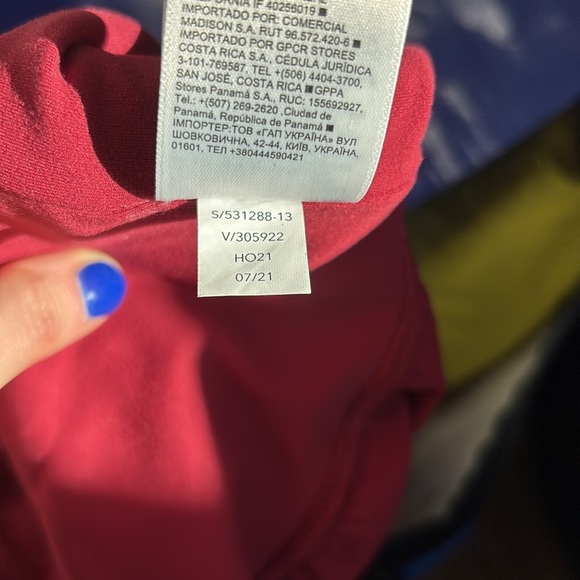 IF 40256019 ■
IMPORTADO POR: COMERCIAL
MADISON S.A. RUT 96.572.420-6 ■
IMPORTADO POR GPCR STORES
COSTA RICA S.A., CÉDULA JURÍDICA
3-101-769587, TEL +(506) 4404-3700,
SAN JOSÉ, COSTA RICA ■ GPPA
Stores Panamá S.A., RUC: 155692927,
Tel.: +(507) 269-2620 ,Ciudad de
Panamá, República de Panamá ■
ІМПОРТЕР:ТОВ «ГАП УКРАЇНА» ВУЛ
ШОВКОВИЧНА, 42-44, КИЇВ, УКРАЇНА,
01601, ТЕЛ +380444590421
S/531288-13
V/305922
HO21
07/21